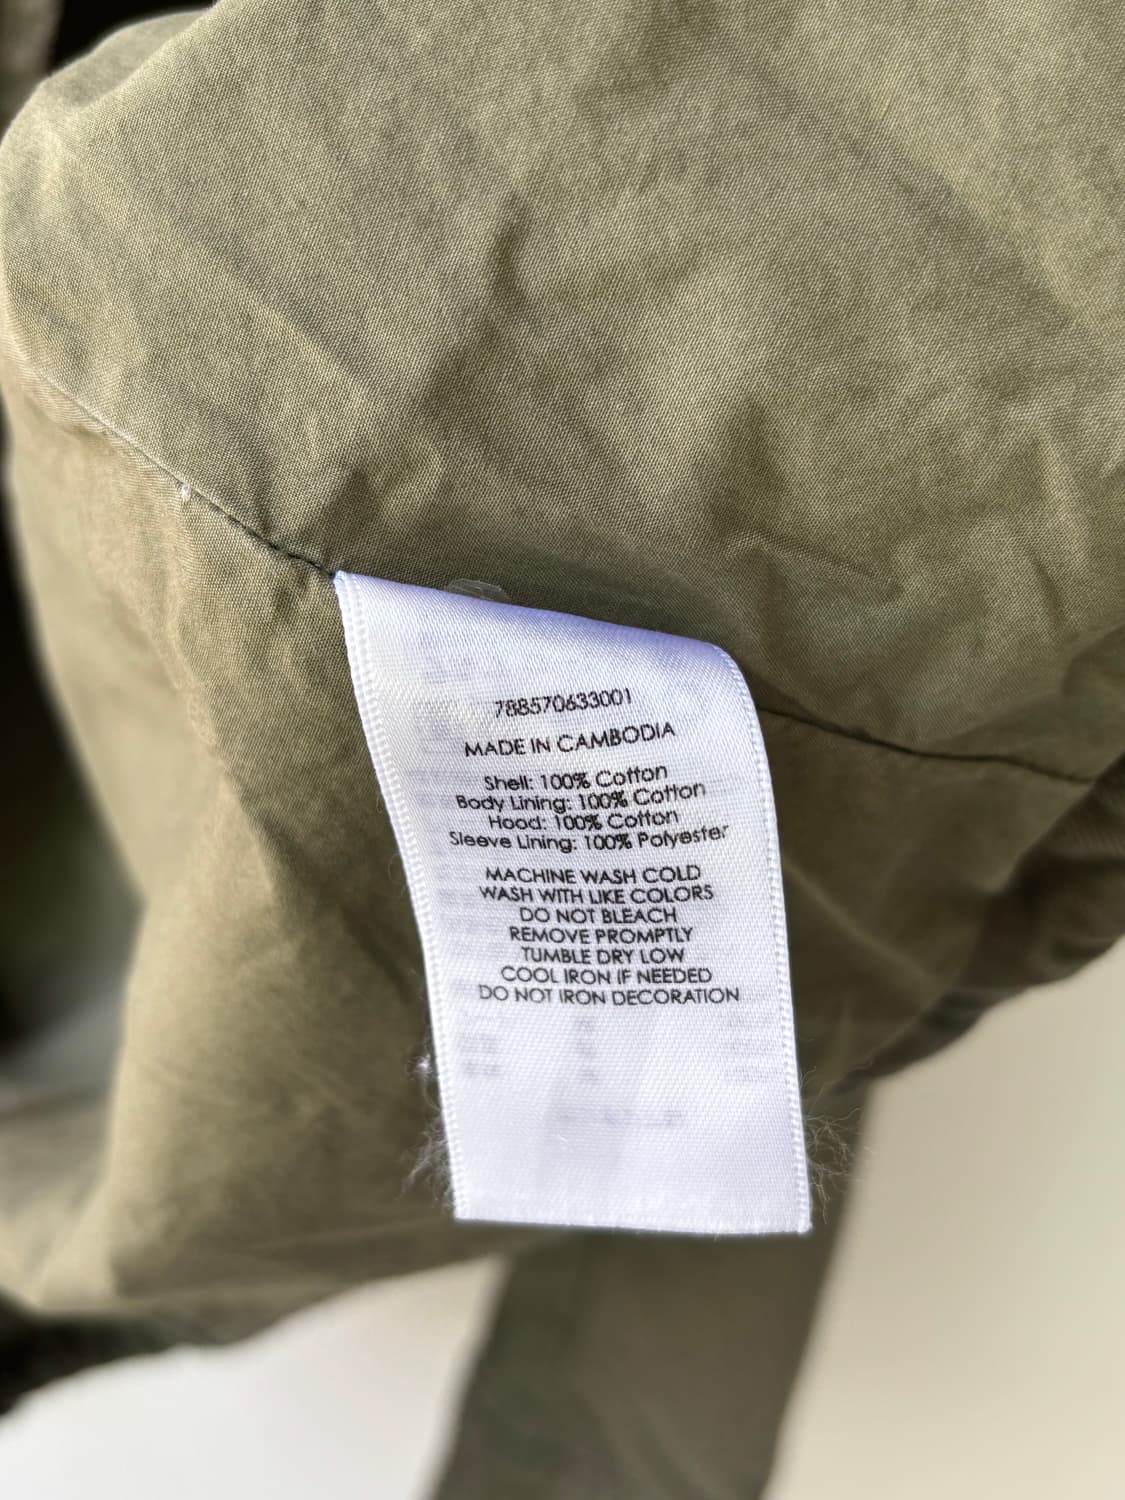 788570633001
MADE IN CAMBODIA
Shell: 100% Cotton
Body Lining: 100% Cotton
Hood: 100% Cotton
Sleeve Lining: 100% Polyester
MACHINE WASH COLD
WASH WITH LIKE COLORS
DO NOT BLEACH
REMOVE PROMPTLY
TUMBLE DRY LOW
COOL IRON IF NEEDED
DO NOT IRON DECORATION